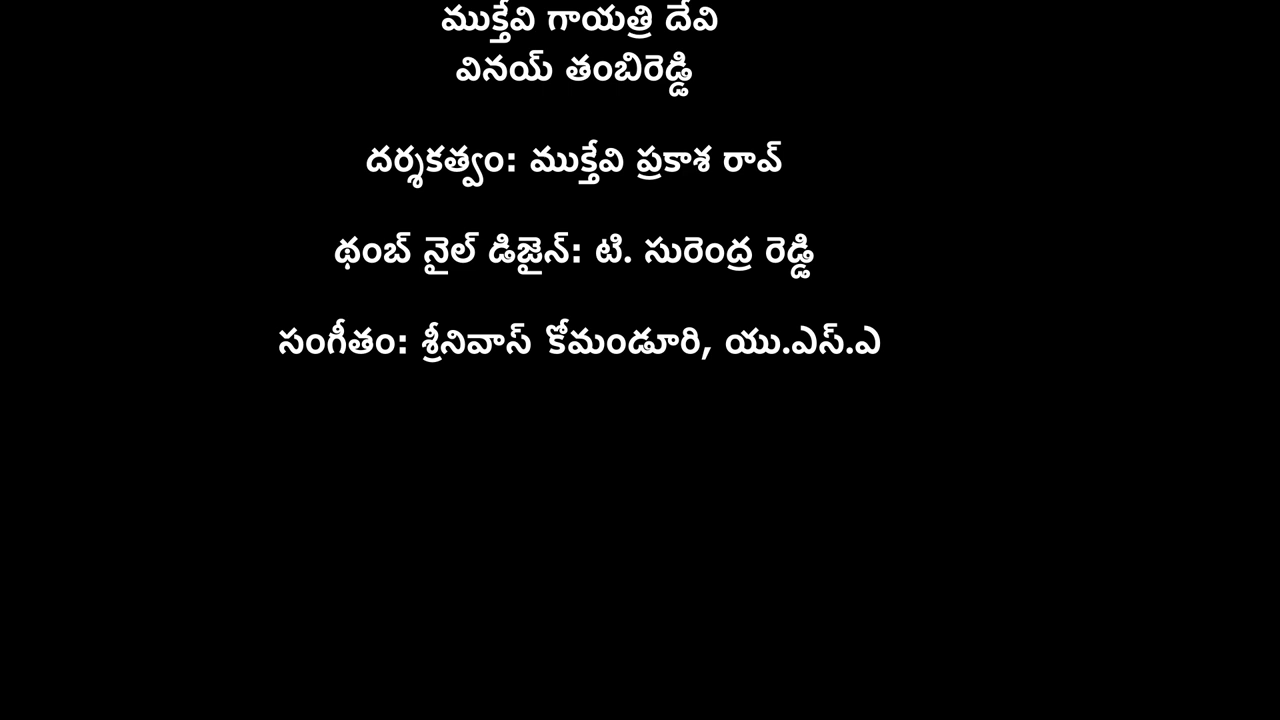 ముక్తేవి గాయత్రి దేవి
వినయ్ తంబిరెడ్డి
దర్శకత్వం: ముక్తేవి ప్రకాశ రావ్
థంబ్ నైల్ డిజైన్: టి. సురెంద్ర రెడ్డి
సంగీతం: శ్రీనివాస్ కోమండూరి, యు.ఎస్.ఎ